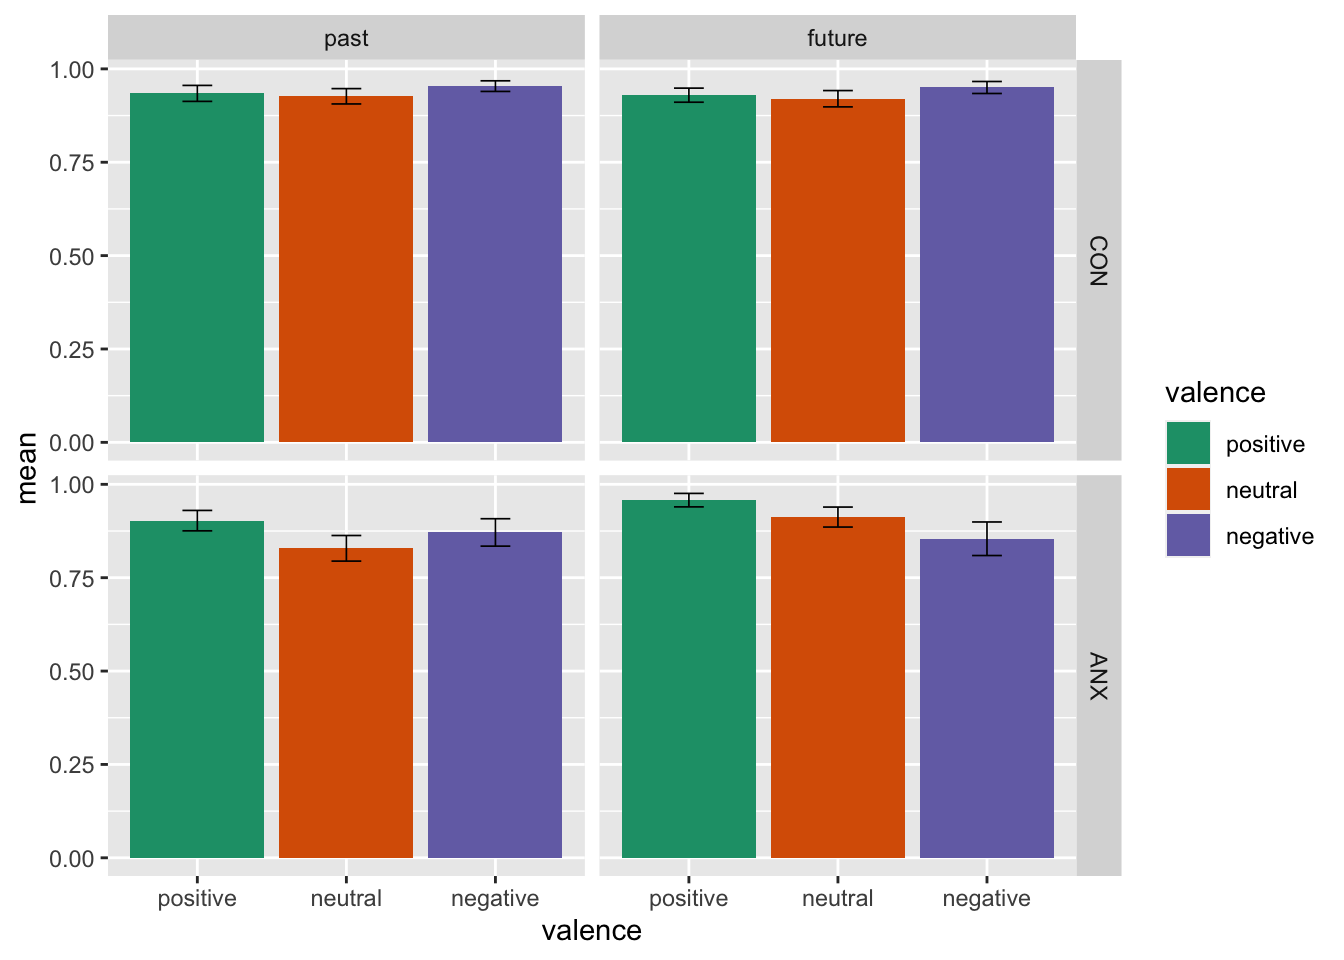 past
future
1.00
0.75
0.50
0.25
0.00
CON
1.00
0.75
0.50
0.25
0.00
ANX
mean
positive
neutral
negative
positive
neutral
negative
valence
valence
positive
neutral
negative